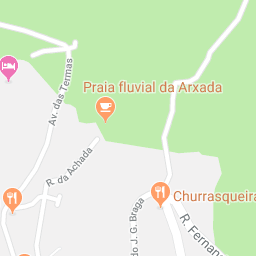 Praia fluvial da Arxada
Av. das Termas
R. da Achada
Churrasqueira
do J. G. Braga
R. Fernan